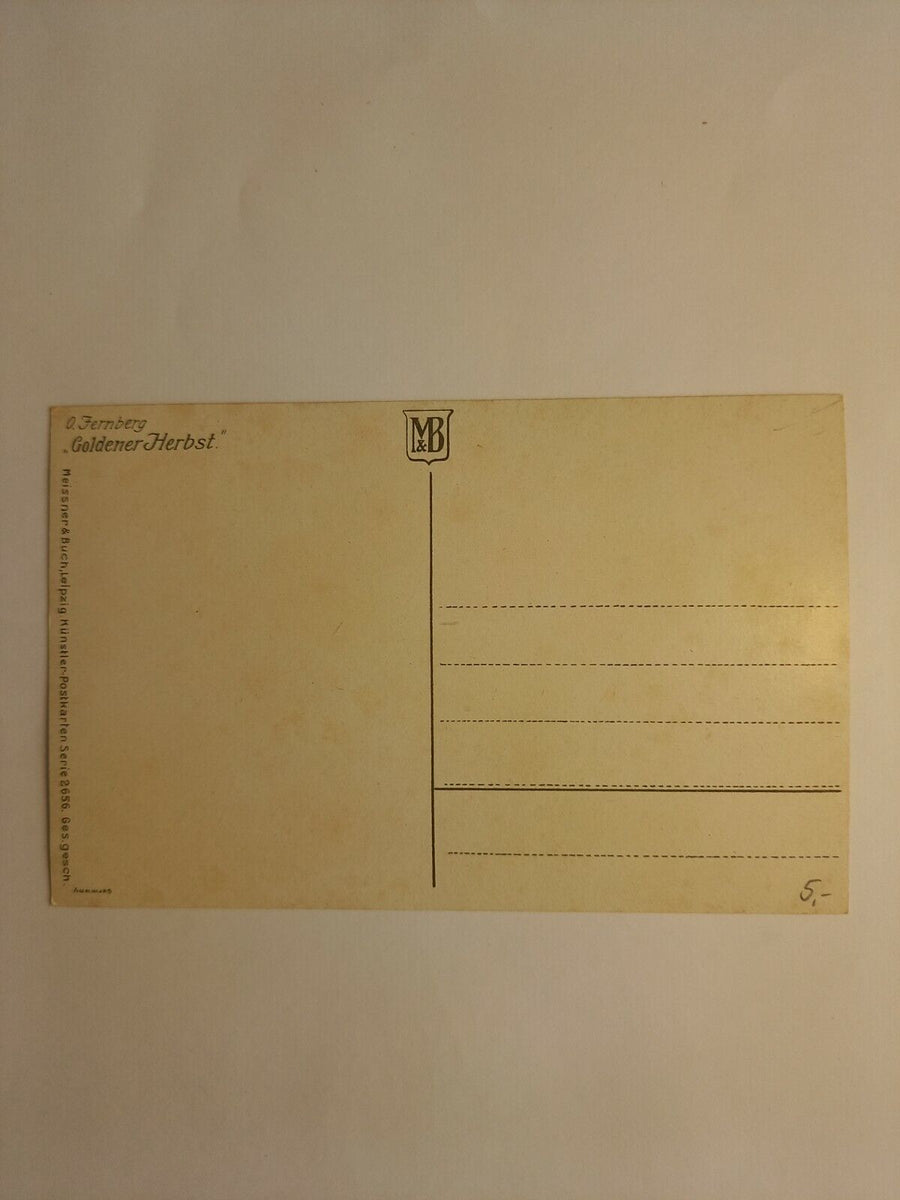 O. Fernberg
„Goldener Herbst."
M&B
Meissner & Buch, Leipzig Künstler-Postkarten Serie 2656. Ges. gesch.
5,-